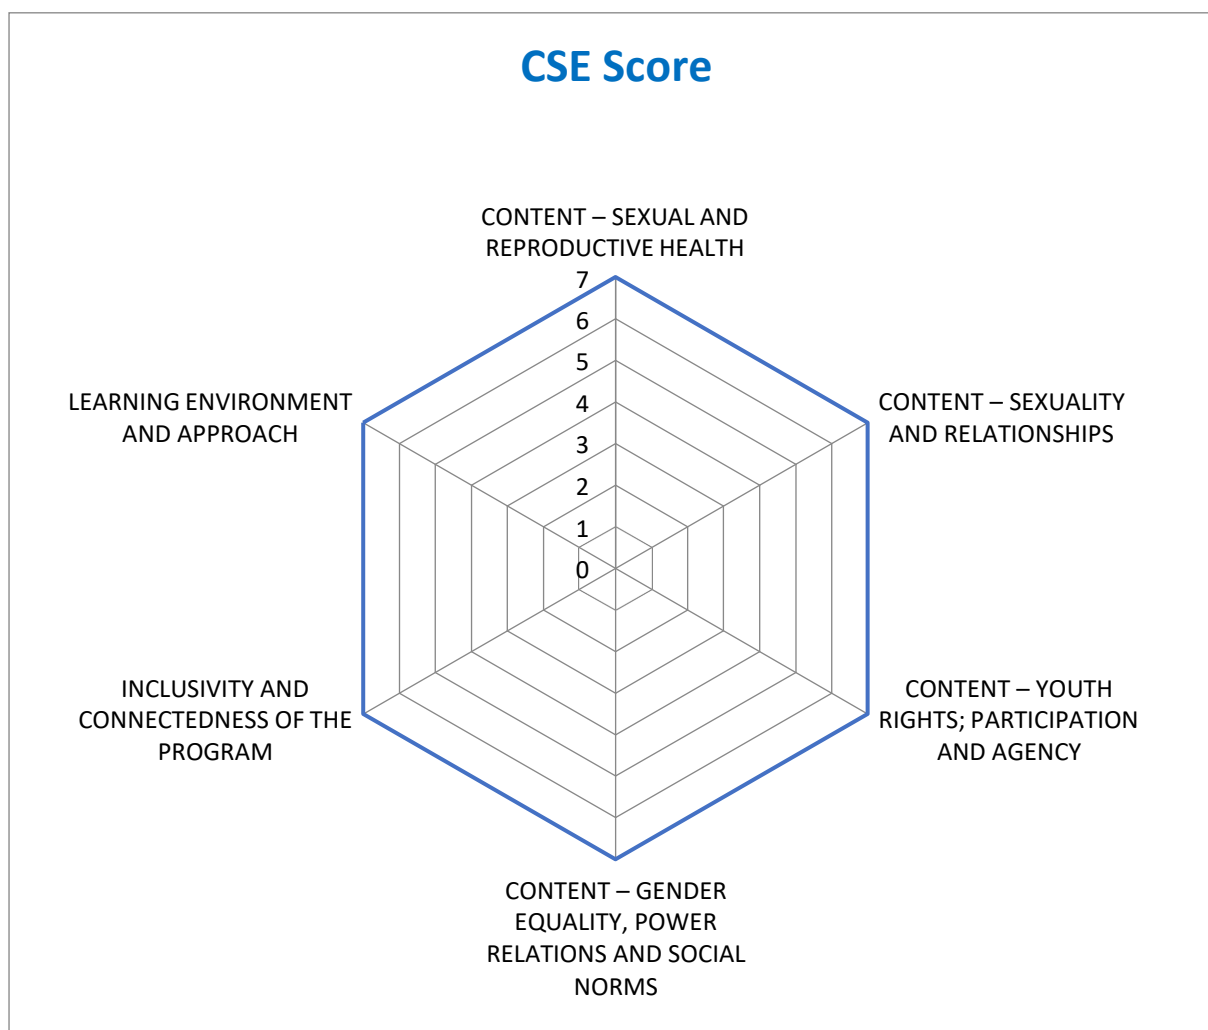 CSE Score
CONTENT – SEXUAL AND
REPRODUCTIVE HEALTH
7
6
5
4
3
2
1
0
LEARNING ENVIRONMENT
AND APPROACH
CONTENT – SEXUALITY
AND RELATIONSHIPS
INCLUSIVITY AND
CONNECTEDNESS OF THE
PROGRAM
CONTENT – YOUTH
RIGHTS; PARTICIPATION
AND AGENCY
CONTENT – GENDER
EQUALITY, POWER
RELATIONS AND SOCIAL
NORMS